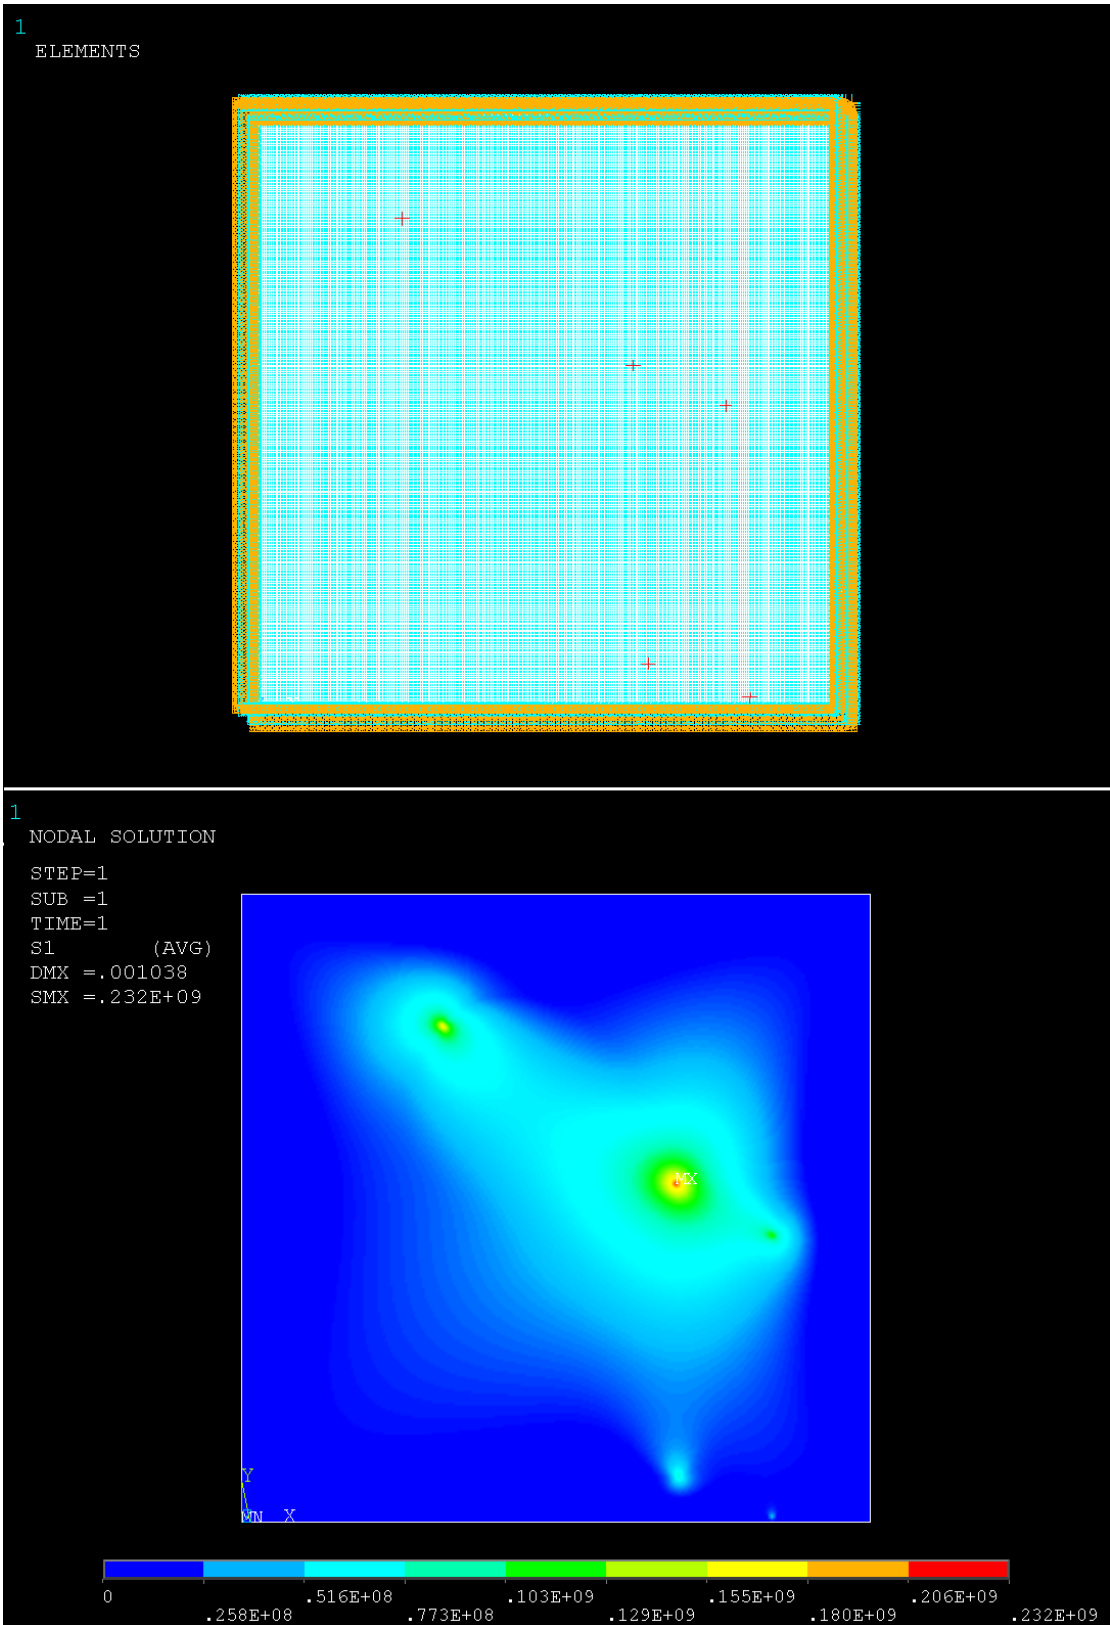 1
ELEMENTS
1
NODAL SOLUTION
STEP=1
SUB =1
TIME=1
S1 (AVG)
DMX =.001038
SMX =.232E+09
MX
Y
X
0 .516E+08 .103E+09 .155E+09 .206E+09
.258E+08 .773E+08 .129E+09 .180E+09 .232E+09